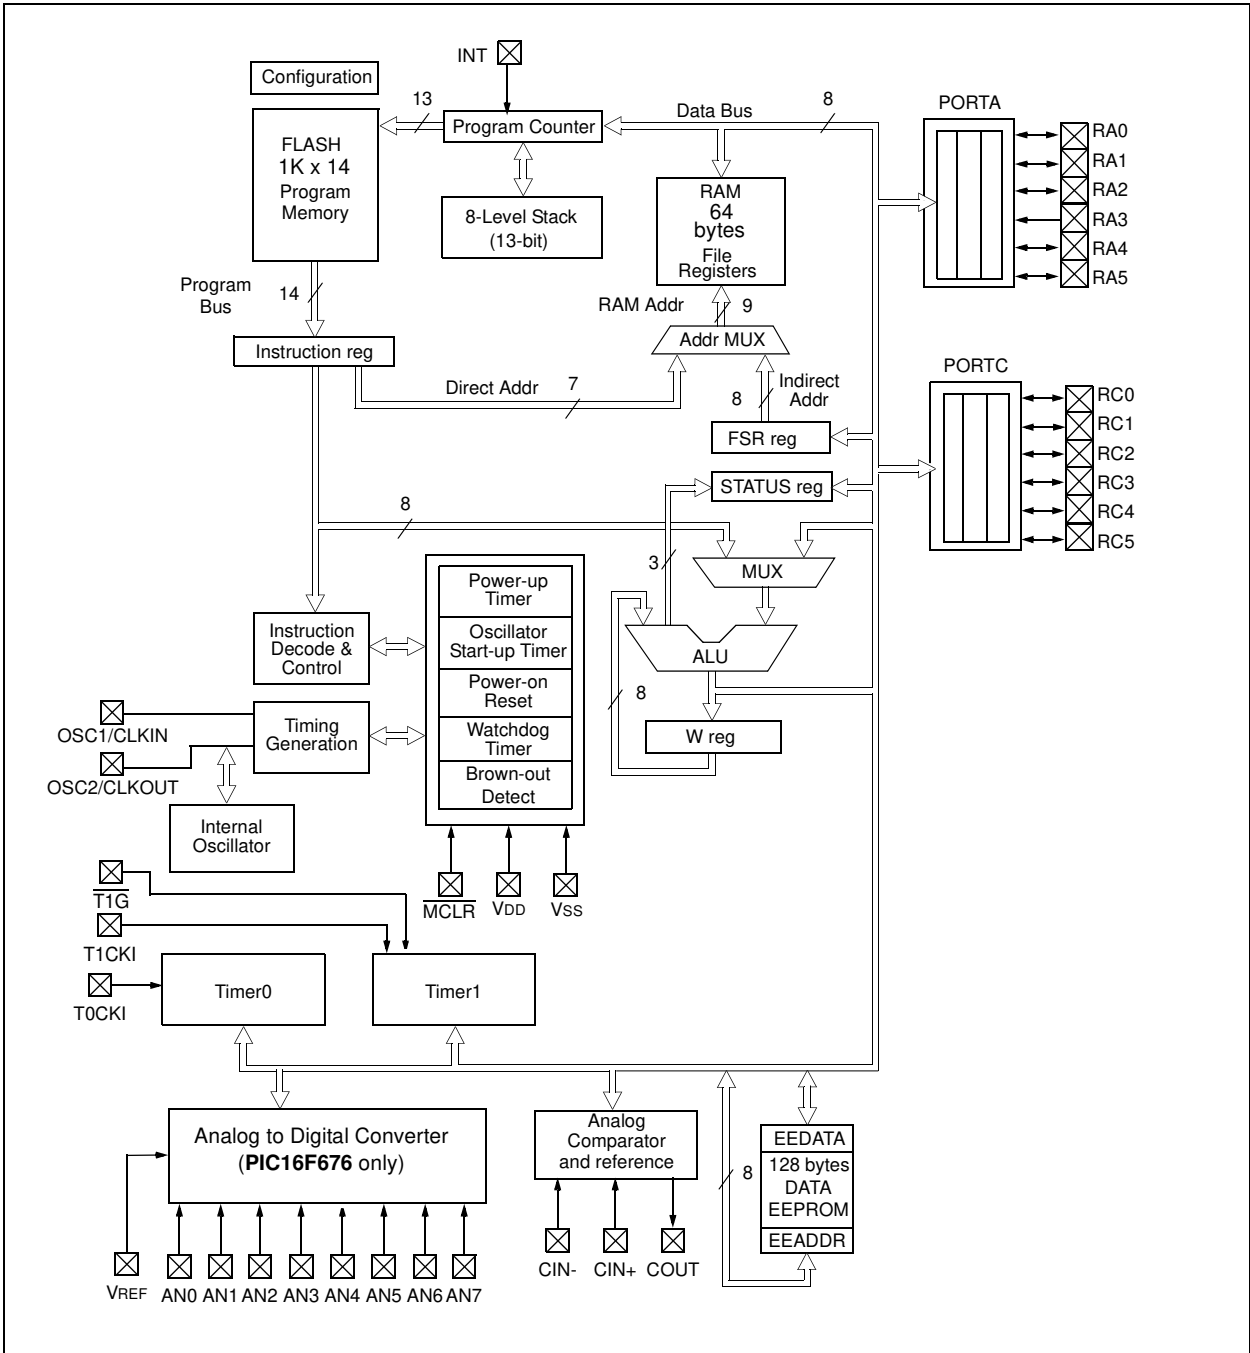 INT
Configuration
13
Program Counter
Data Bus
8
PORTA
FLASH
1K x 14
Program
Memory
8-Level Stack
(13-bit)
RAM
64
bytes
File
Registers
RA0
RA1
RA2
RA3
RA4
RA5
Program
Bus
14
RAM Addr
9
Addr MUX
Instruction reg
Direct Addr
7
8
Indirect
Addr
FSR reg
STATUS reg
PORTC
RC0
RC1
RC2
RC3
RC4
RC5
8
3
MUX
Power-up
Timer
Oscillator
Start-up Timer
Power-on
Reset
Watchdog
Timer
Brown-out
Detect
Instruction
Decode &
Control
ALU
8
W reg
OSC1/CLKIN
OSC2/CLKOUT
Timing
Generation
Internal
Oscillator
T1G
MCLR
VDD
VSS
T1CKI
T0CKI
Timer0
Timer1
Analog to Digital Converter
(PIC16F676 only)
Analog
Comparator
and reference
8
EEDATA
128 bytes
DATA
EEPROM
EEADDR
VREF
AN0 AN1 AN2 AN3 AN4 AN5 AN6 AN7
CIN-
CIN+
COUT